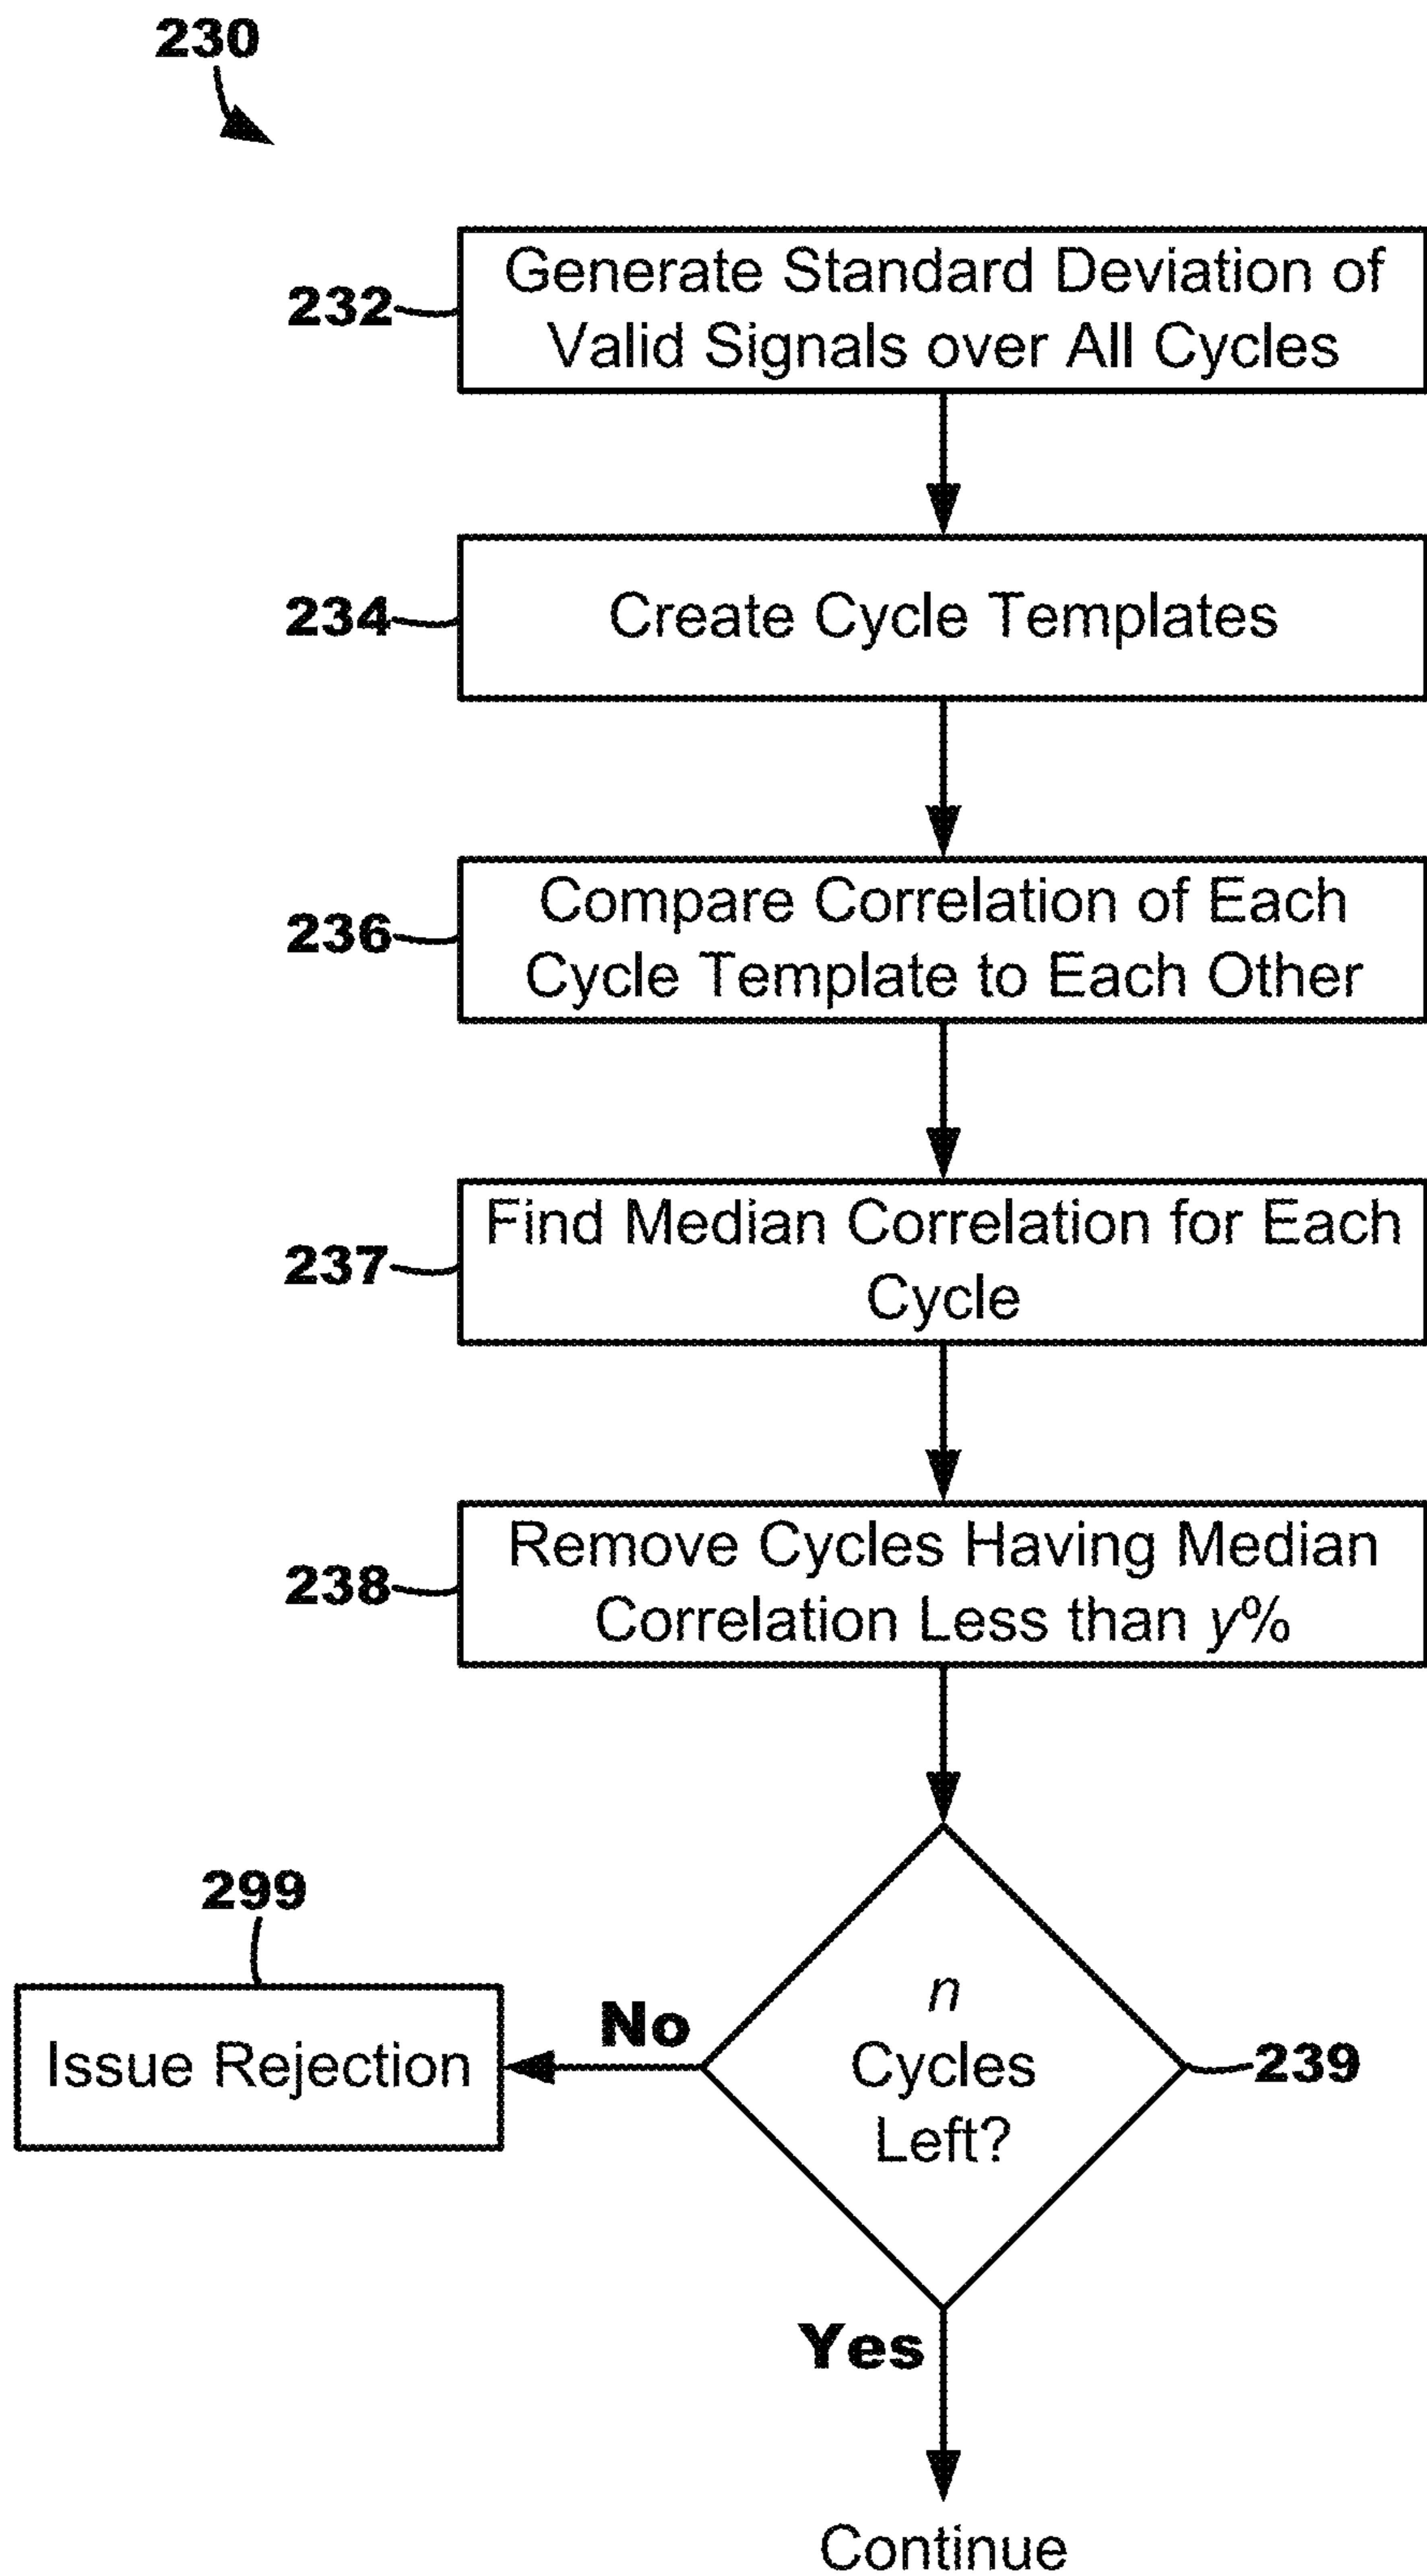 230
232
Generate Standard Deviation of
Valid Signals over All Cycles
234
Create Cycle Templates
236
Compare Correlation of Each
Cycle Template to Each Other
237
Find Median Correlation for Each
Cycle
238
Remove Cycles Having Median
Correlation Less than y%
299
Issue Rejection
No
n
Cycles
Left?
239
Yes
Continue